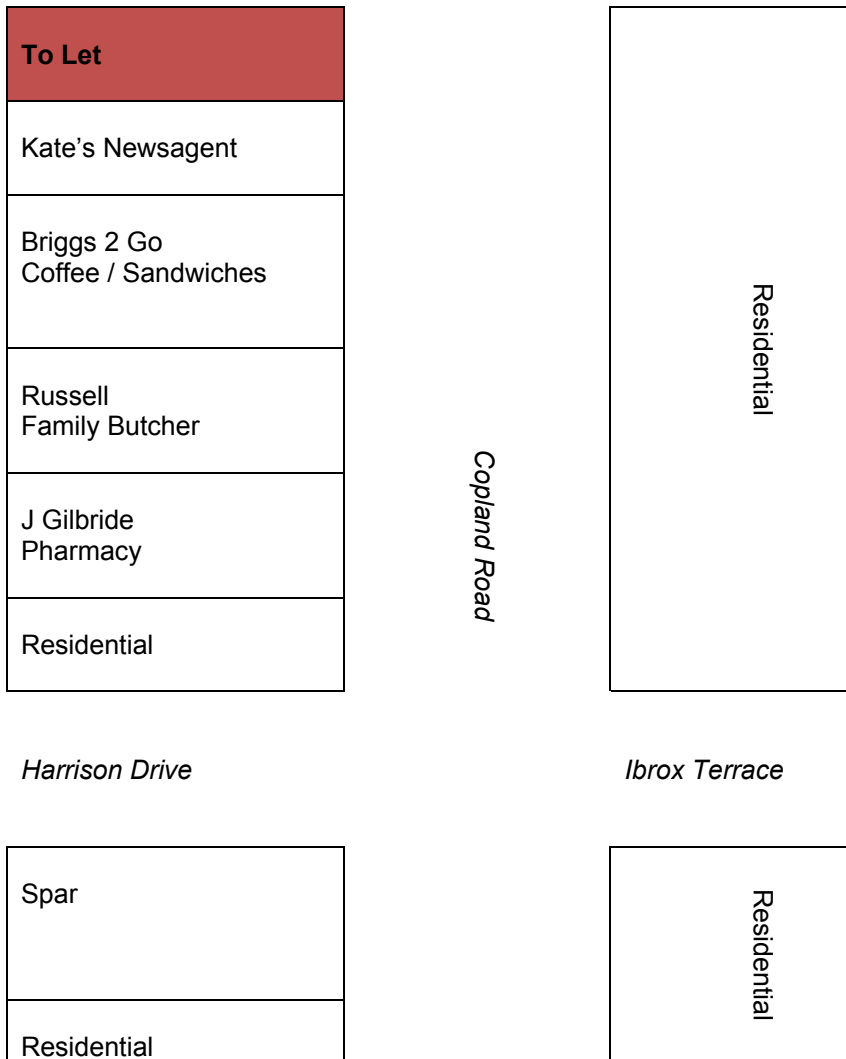 To Let
Kate’s Newsagent
Briggs 2 Go
Coffee / Sandwiches
Russell
Family Butcher
J Gilbride
Pharmacy
Residential
Copland Road
Residential
Harrison Drive
Ibrox Terrace
Spar
Residential
Residential